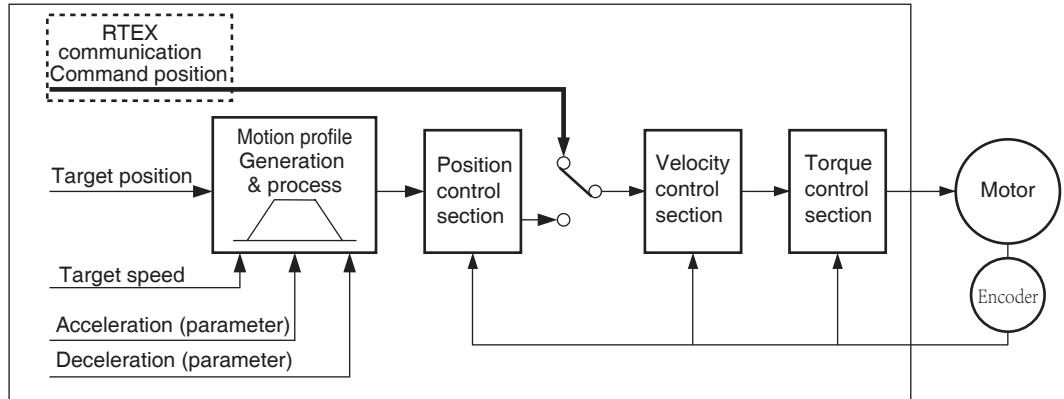 RTEX
communication
Command position
Motion profile
Generation
& process
Target position
Position
control
section
Velocity
control
section
Torque
control
section
Motor
Encoder
Target speed
Acceleration (parameter)
Deceleration (parameter)